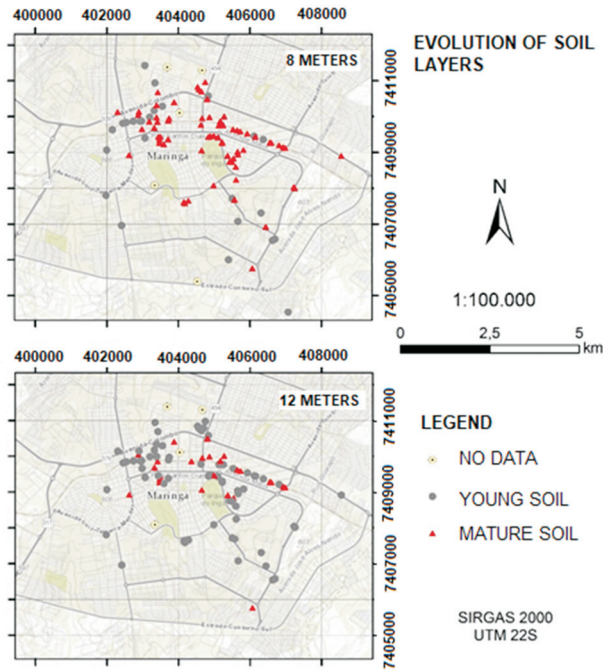 400000 402000 404000 406000 408000
8 METERS
Maringa
7411000
7409000
7407000
7405000
EVOLUTION OF SOIL
LAYERS
N
1:100.000
0 2,5 5
km
400000 402000 404000 406000 408000
12 METERS
Maringa
7411000
7409000
7407000
7405000
LEGEND
NO DATA
YOUNG SOIL
MATURE SOIL
SIRGAS 2000
UTM 22S